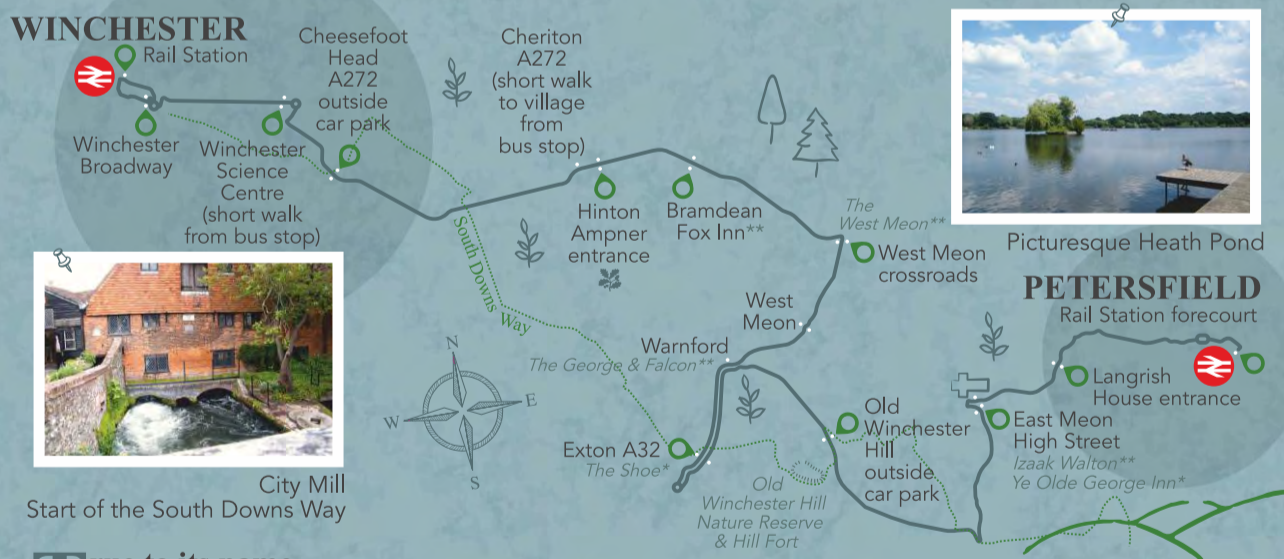 WINCHESTER
Rail Station
Winchester
Broadway
Winchester
Science
Centre
(short walk
from bus stop)
Cheesefoot
Head
A272
outside
car park
Cheriton
A272
(short walk
to village
from
bus stop)
Hinton
Ampner
entrance
Bramdean
Fox Inn**
The
West Meon**
West Meon
crossroads
Picturesque Heath Pond
PETERSFIELD
Rail Station forecourt
South Downs Way
West
Meon
Warnford
The George & Falcon**
N
E
S
W
Langrish
House entrance
Exton A32
The Shoe*
Old
Winchester
Hill
outside
car park
East Meon
High Street
Izaak Walton**
Ye Olde George Inn*
Old
Winchester Hill
Nature Reserve
& Hill Fort
City Mill
Start of the South Downs Way